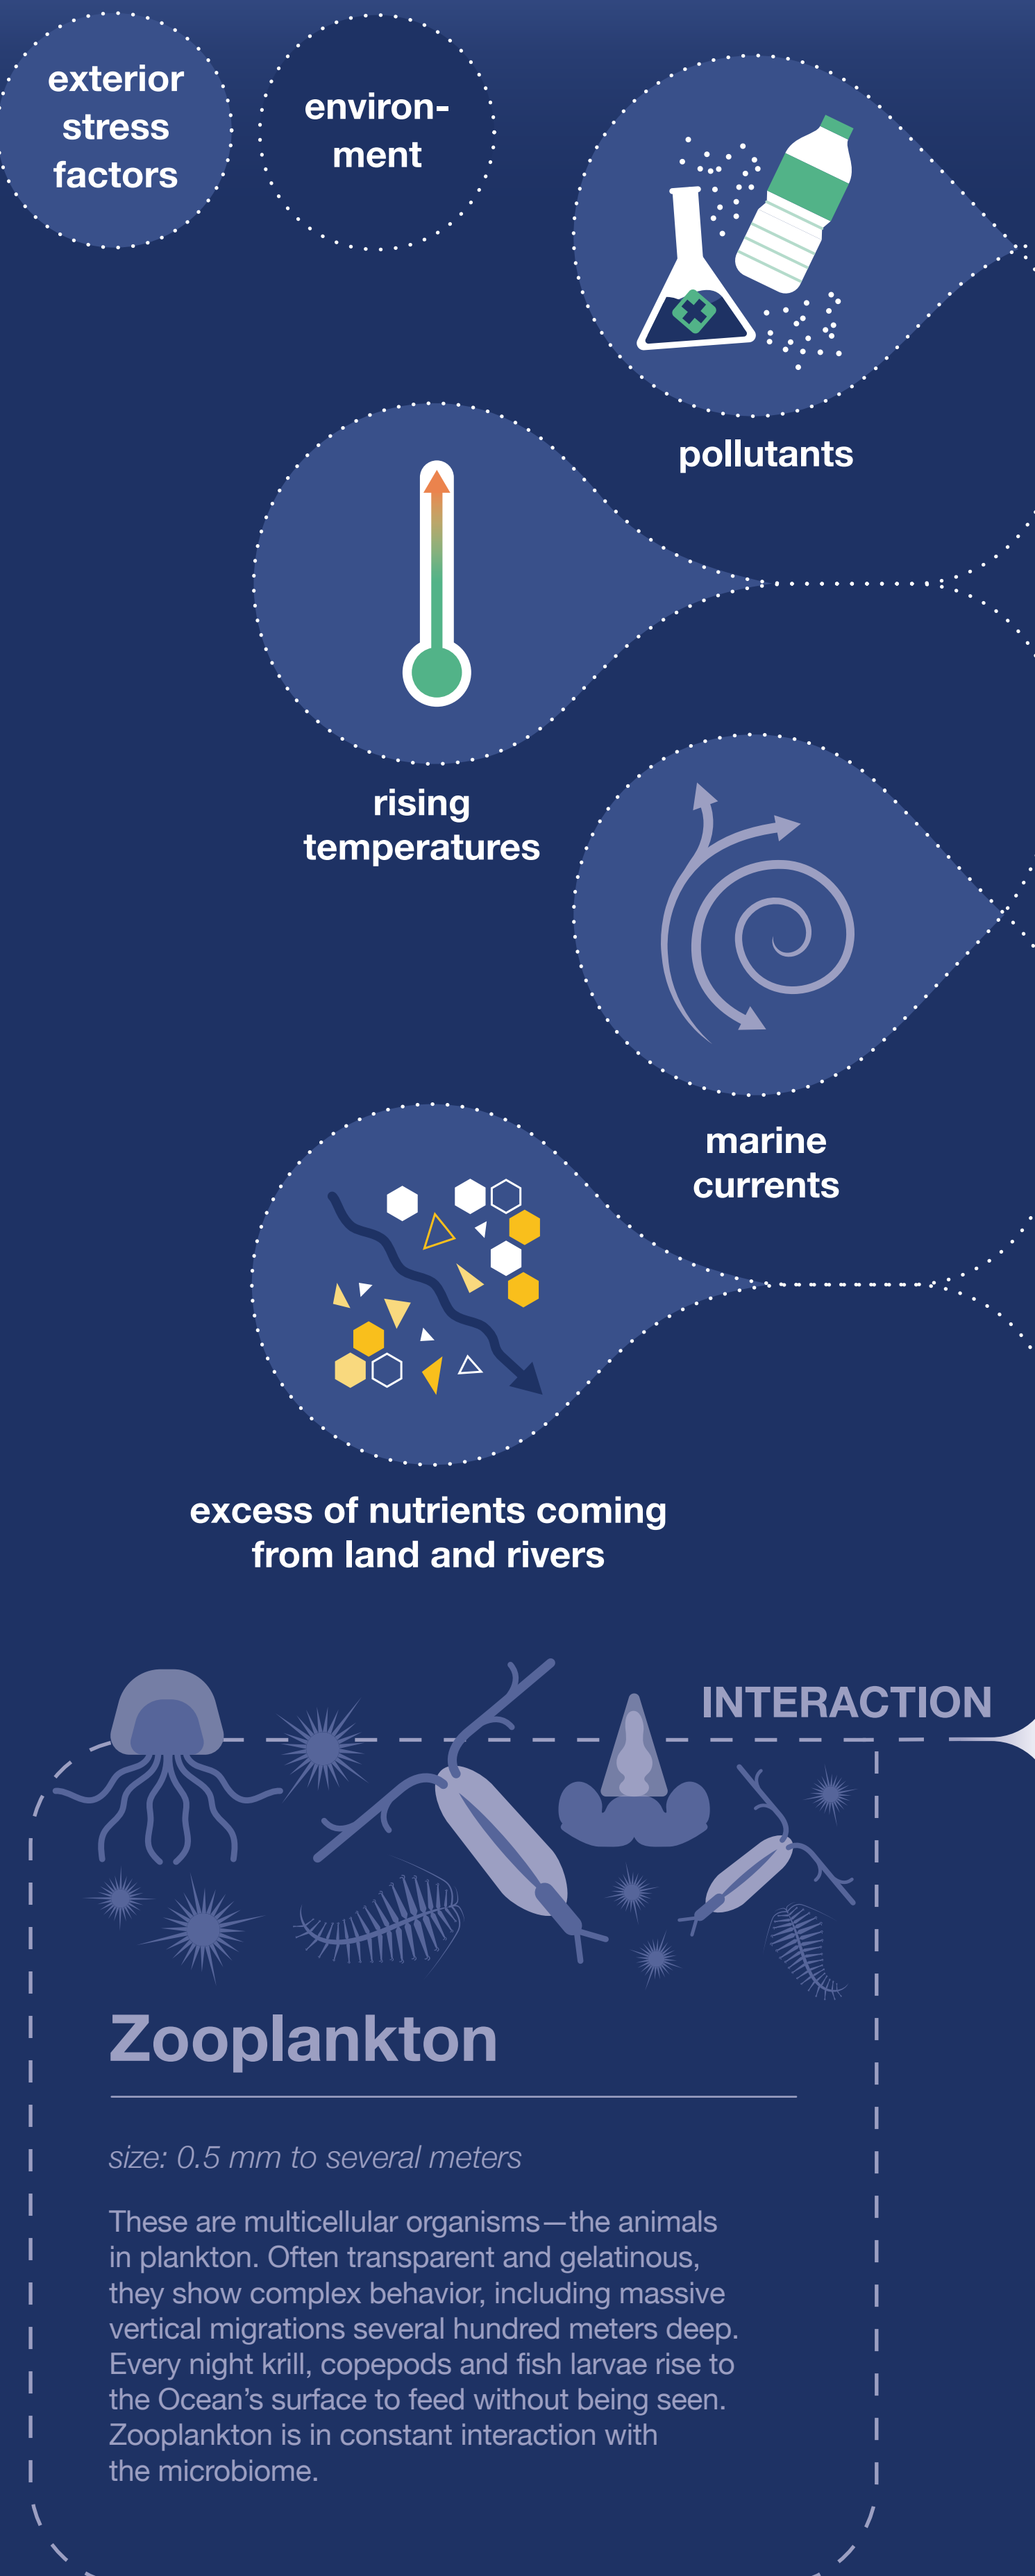 exterior
stress
factors
environ-
ment
pollutants
rising
temperatures
marine
currents
excess of nutrients coming
from land and rivers
INTERACTION
Zooplankton
size: 0.5 mm to several meters
These are multicellular organisms—the animals
in plankton. Often transparent and gelatinous,
they show complex behavior, including massive
vertical migrations several hundred meters deep.
Every night krill, copepods and fish larvae rise to
the Ocean’s surface to feed without being seen.
Zooplankton is in constant interaction with
the microbiome.